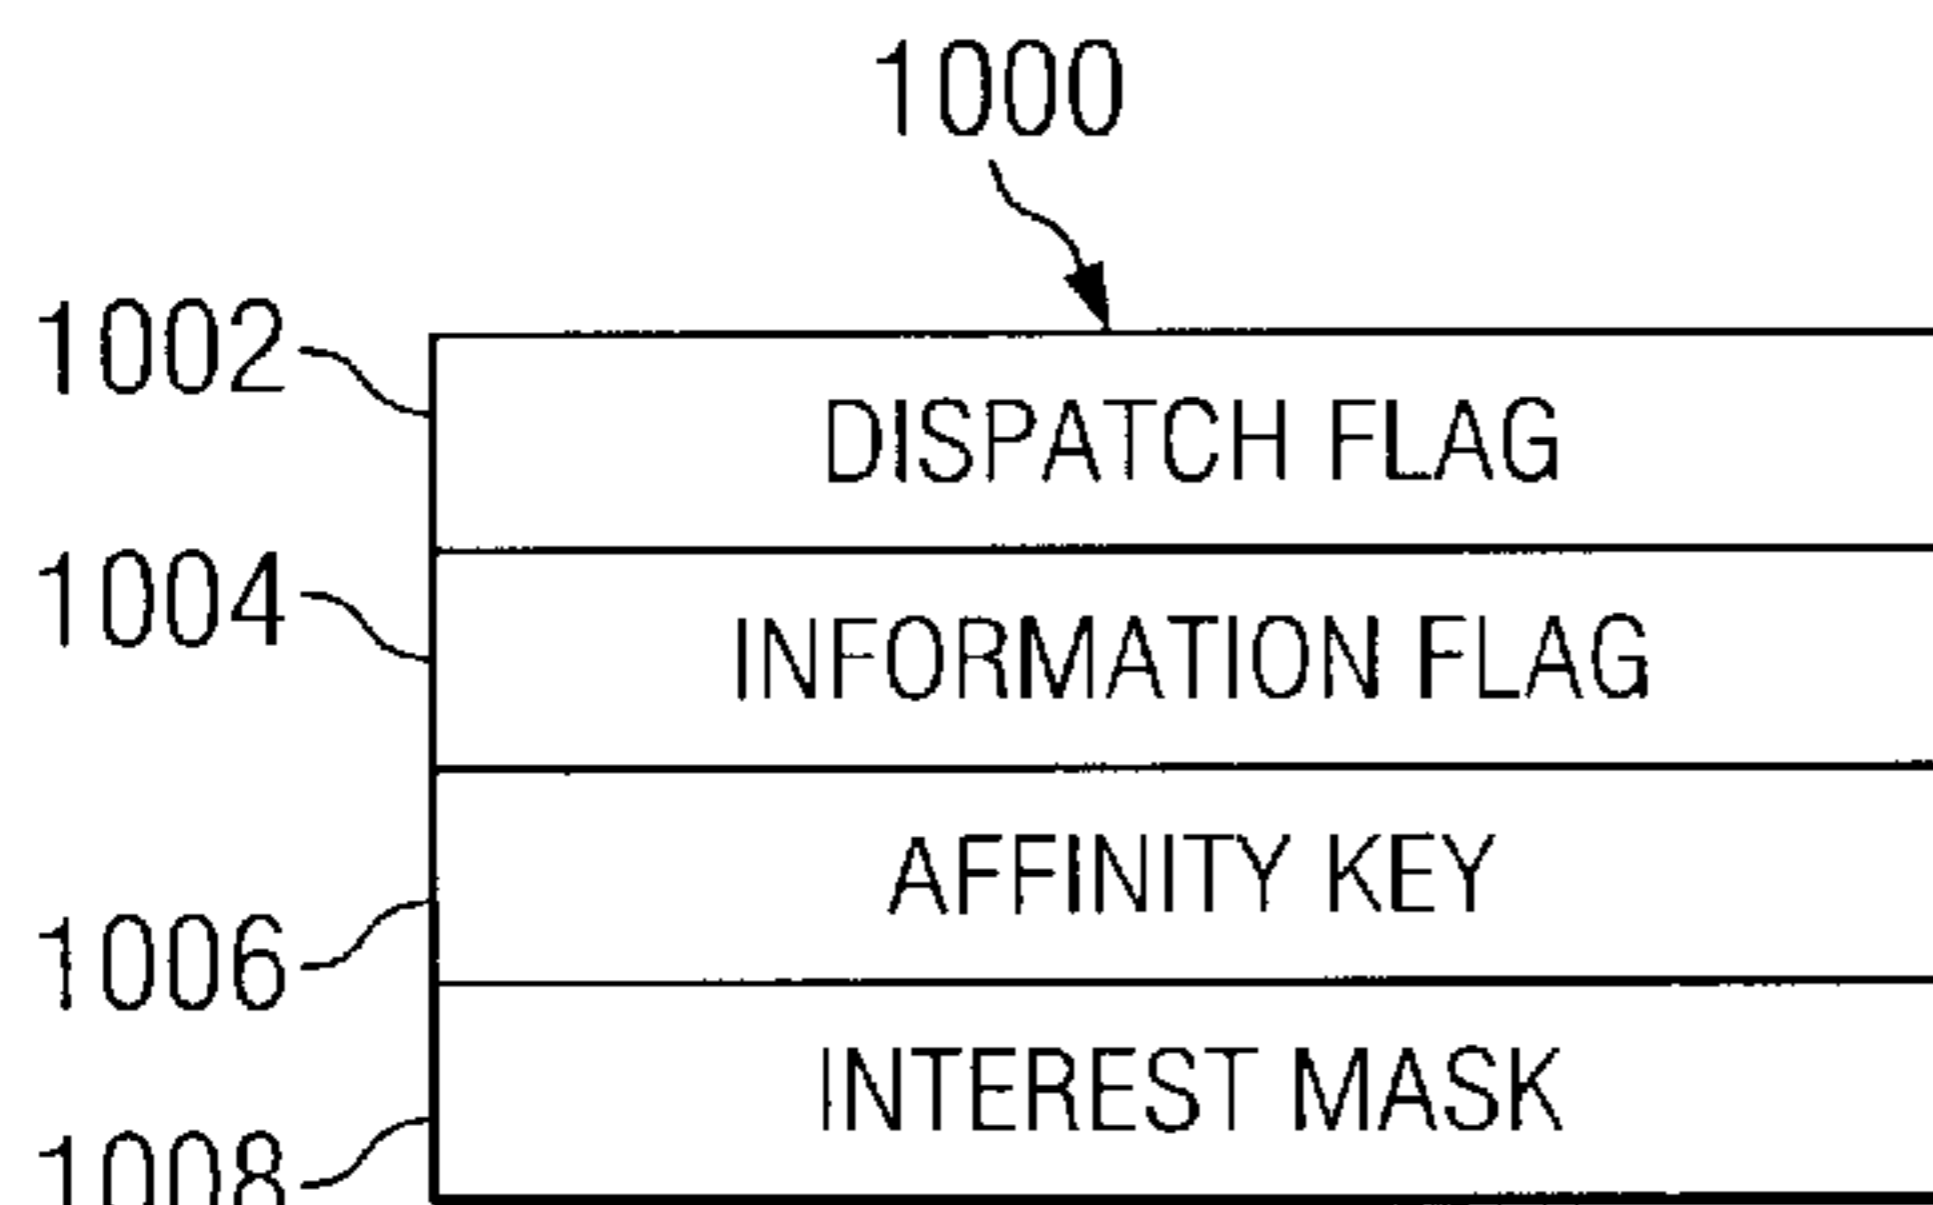 1000
1002
DISPATCH FLAG
1004
INFORMATION FLAG
AFFINITY KEY
1006
INTEREST MASK
1008